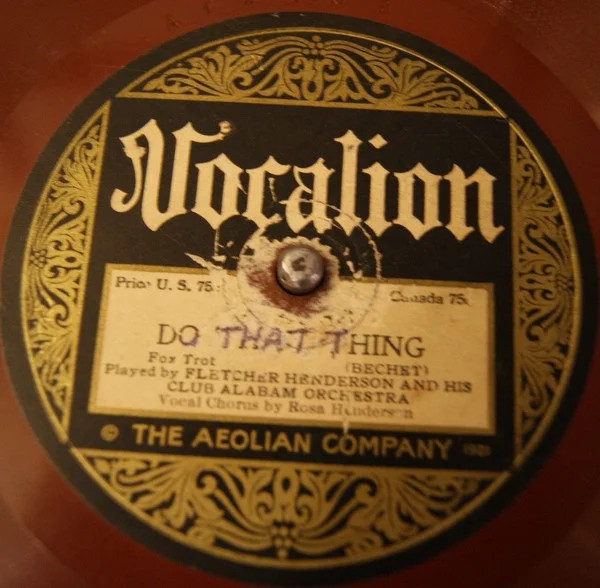 Vocalion
Price U. S. 75¢
Canada 75¢
DO THAT THING
Fox Trot
(BECHET)
Played by FLETCHER HENDERSON AND HIS
CLUB ALABAM ORCHESTRA
Vocal Chorus by Rosa Henderson
© THE AEOLIAN COMPANY 1921